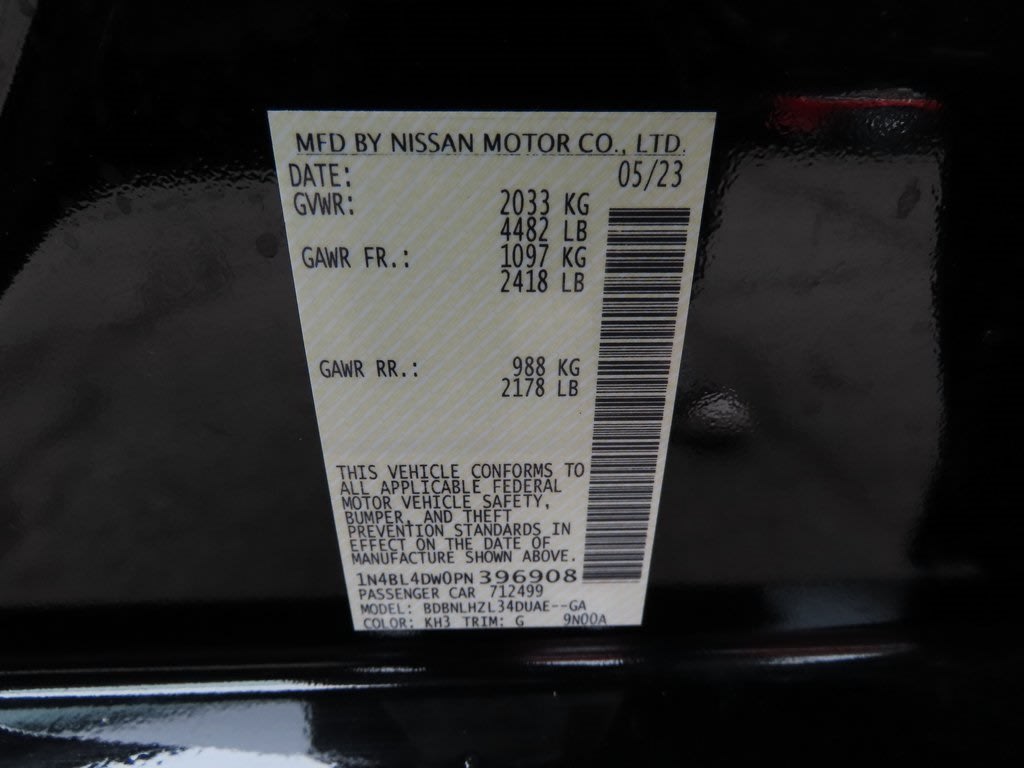 MFD BY NISSAN MOTOR CO., LTD.
DATE: 05/23
GVWR: 2033 KG
4482 LB
GAWR FR.: 1097 KG
2418 LB
GAWR RR.: 988 KG
2178 LB
THIS VEHICLE CONFORMS TO
ALL APPLICABLE FEDERAL
MOTOR VEHICLE SAFETY,
BUMPER, AND THEFT
PREVENTION STANDARDS IN
EFFECT ON THE DATE OF
MANUFACTURE SHOWN ABOVE.
1N4BL4DW0PN396908
PASSENGER CAR 712499
MODEL: BDBNLHZL34DUAE--GA
COLOR: KH3 TRIM: G 9N00A